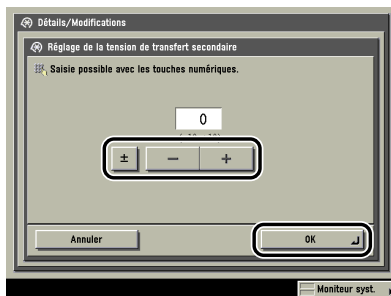 Détails/Modifications
Réglage de la tension de transfert secondaire
Saisie possible avec les touches numériques.
0
± − +
Annuler OK
Moniteur syst.